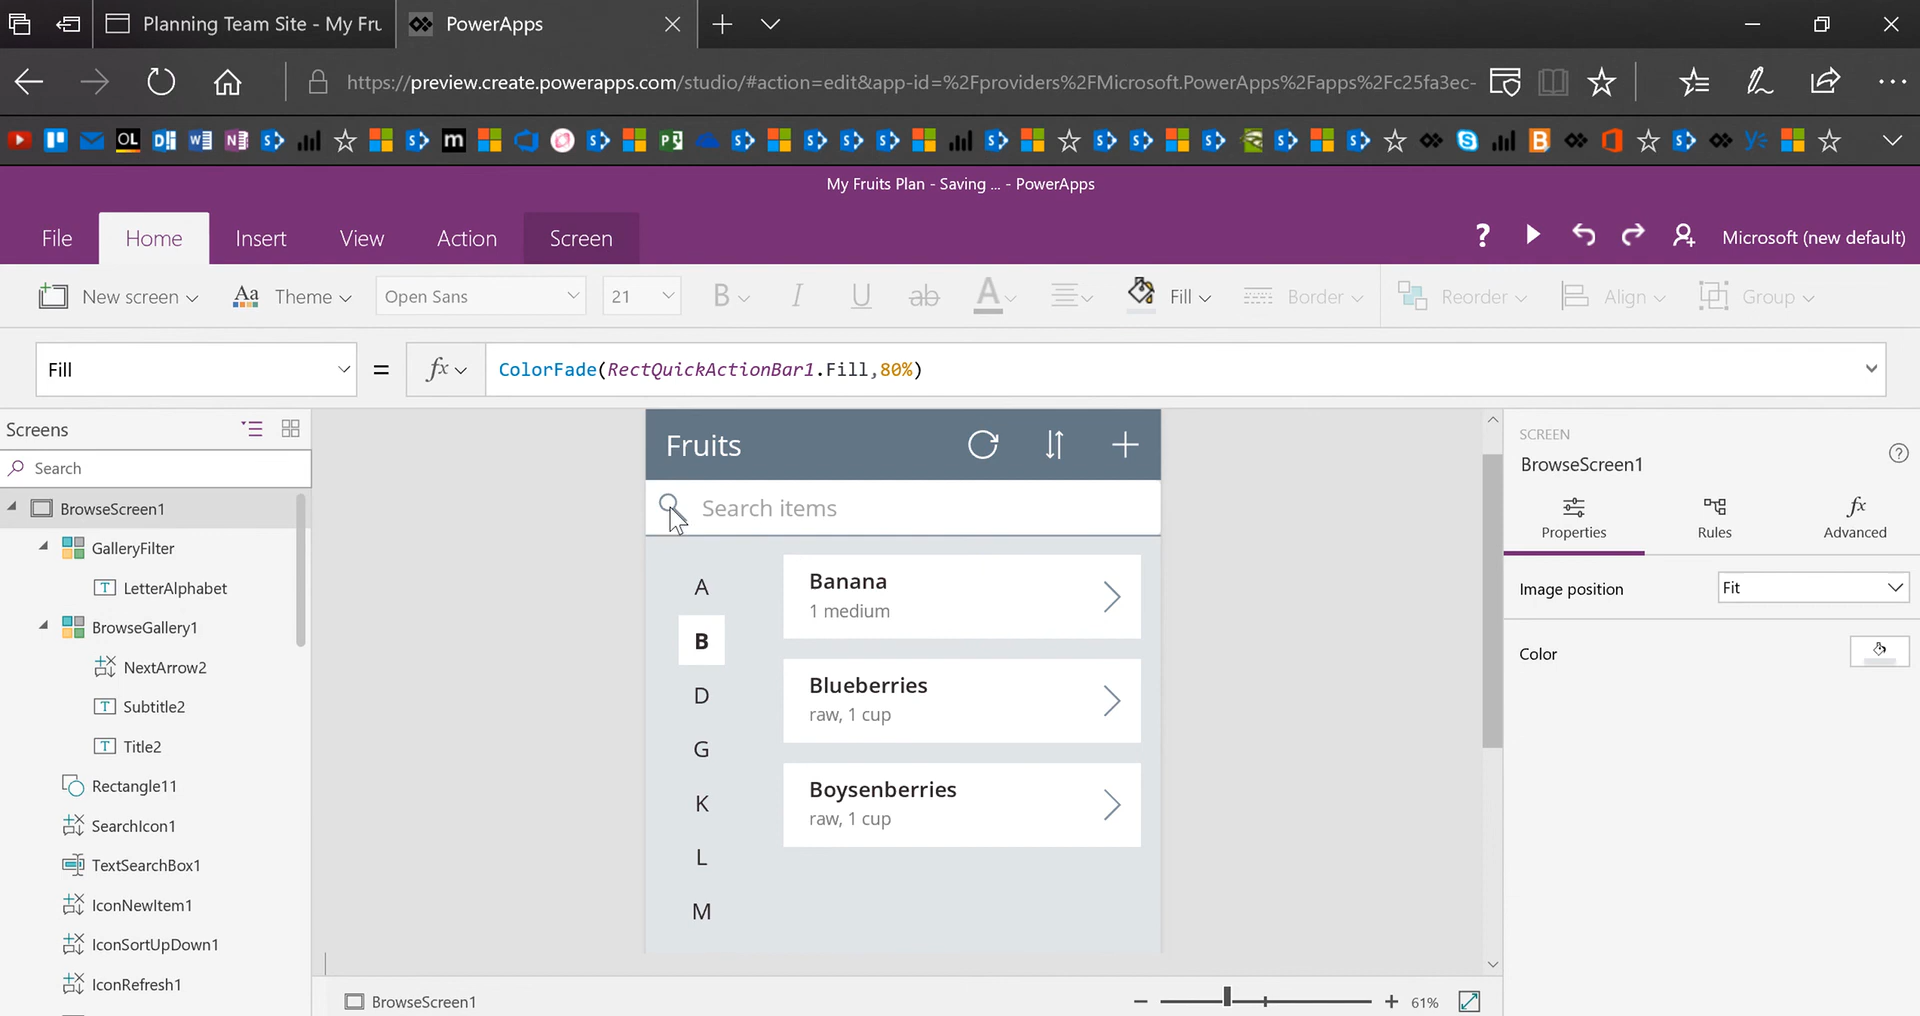 Planning Team Site - My Fru
PowerApps
https://preview.create.powerapps.com/studio/#action=edit&app-id=%2Fproviders%2FMicrosoft.PowerApps%2Fapps%2Fc25fa3ec-
My Fruits Plan - Saving ... - PowerApps
File
Home
Insert
View
Action
Screen
Microsoft (new default)
New screen
Theme
Open Sans
21
B
I
U
ab
A
Fill
Border
Reorder
Align
Group
Fill
=
fx
ColorFade(RectQuickActionBar1.Fill,80%)
Screens
Search
BrowseScreen1
GalleryFilter
LetterAlphabet
BrowseGallery1
NextArrow2
Subtitle2
Title2
Rectangle11
SearchIcon1
TextSearchBox1
IconNewItem1
IconSortUpDown1
IconRefresh1
Fruits
Search items
A
B
D
G
K
L
M
Banana
1 medium
Blueberries
raw, 1 cup
Boysenberries
raw, 1 cup
BrowseScreen1
61%
SCREEN
BrowseScreen1
Properties
Rules
Advanced
Image position
Fit
Color